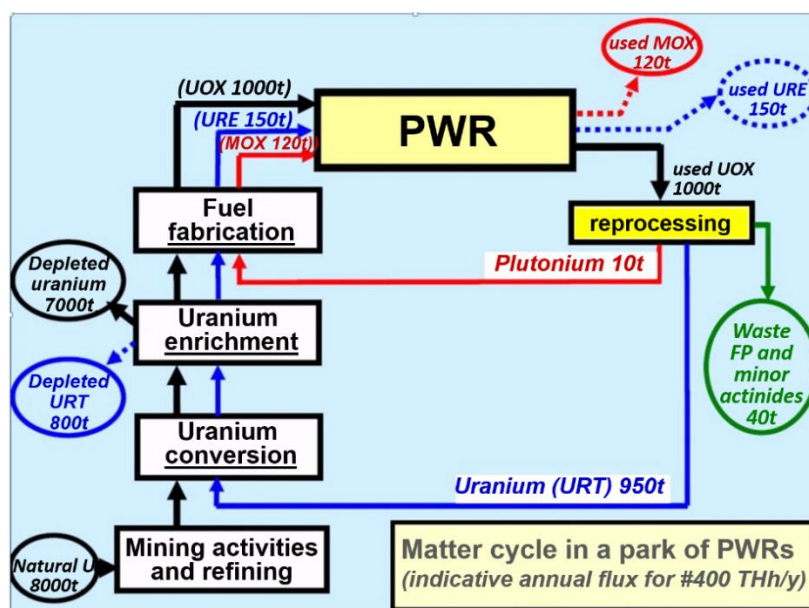 used MOX
120t
(UOX 1000t)
(URE 150t)
(MOX 120t)
PWR
used URE
150t
used UOX
1000t
Fuel
fabrication
reprocessing
Depleted
uranium
7000t
Plutonium 10t
Uranium
enrichment
Waste
FP and
minor
actinides
40t
Depleted
URT
800t
Uranium
conversion
Uranium (URT) 950t
Natural U
8000t
Mining activities
and refining
Matter cycle in a park of PWRs
(indicative annual flux for #400 THh/y)